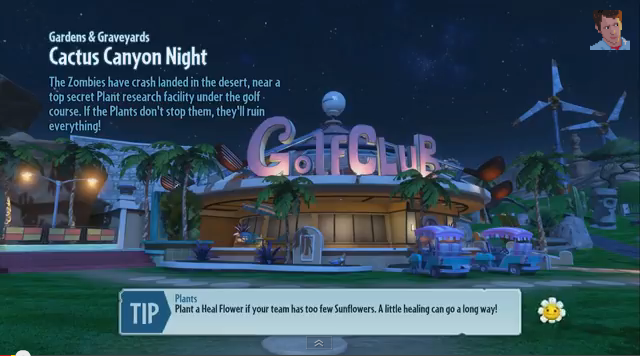 Gardens & Graveyards
Cactus Canyon Night
The Zombies have crash landed in the desert, near a
top secret Plant research facility under the golf
course. If the Plants don't stop them, they'll ruin
everything!
GOLF CLUB
TIP
Plants
Plant a Heal Flower if your team has too few Sunflowers. A little healing can go a long way!